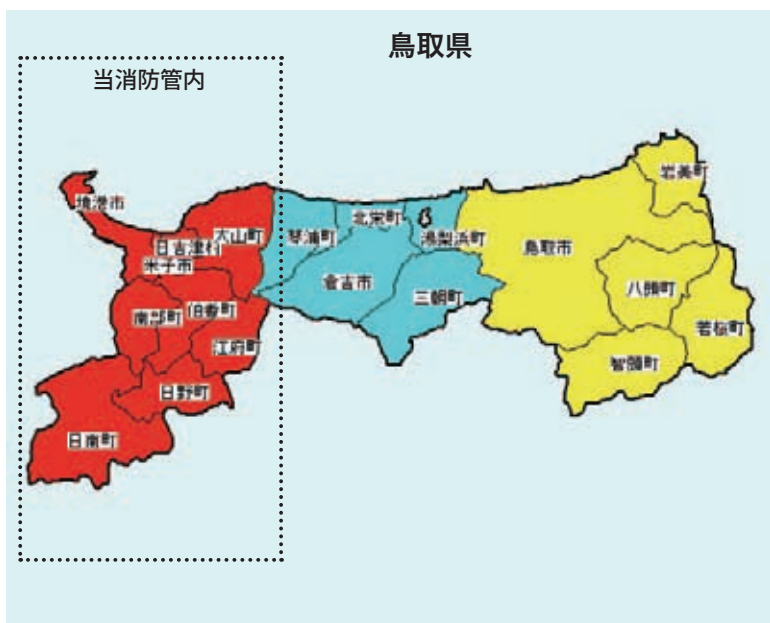 鳥取県
当消防管内
岩美町
境港市
大山町
北栄町
琴浦町
湯梨浜町
日吉津村
鳥取市
米子市
倉吉市
三朝町
八頭町
南部町
伯耆町
若桜町
江府町
智頭町
日野町
日南町